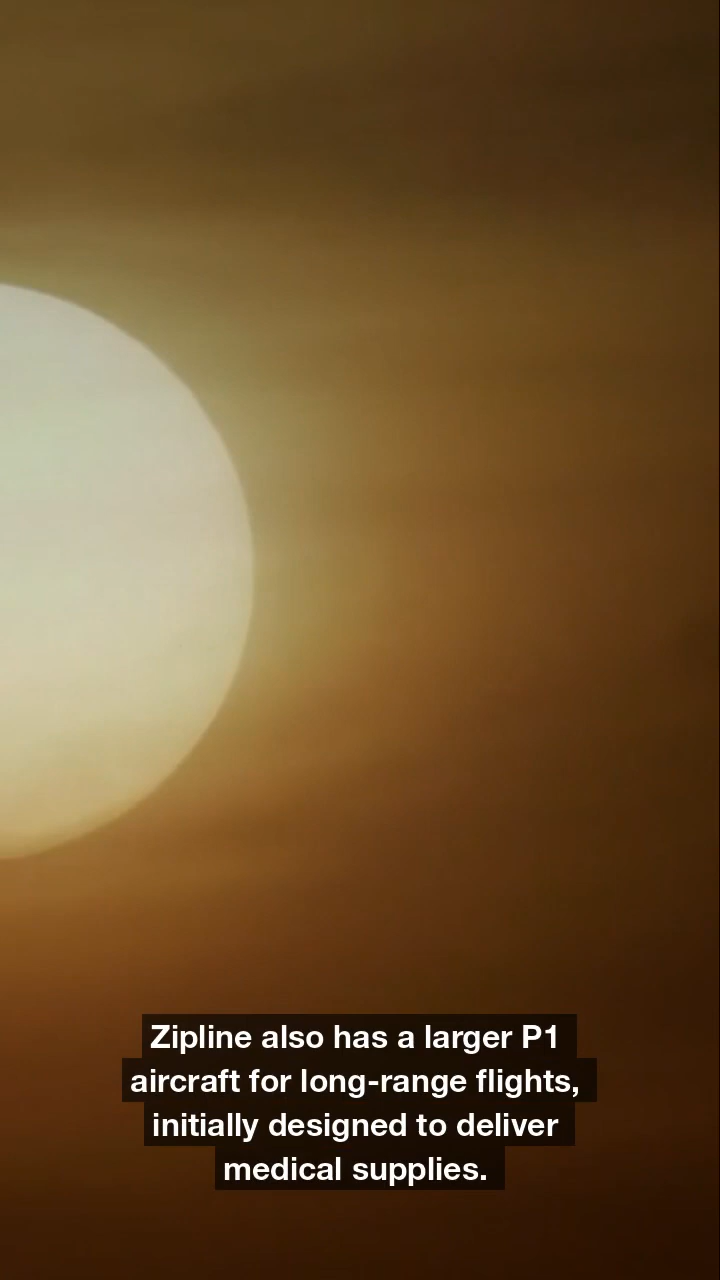 Zipline also has a larger P1
aircraft for long-range flights,
initially designed to deliver
medical supplies.